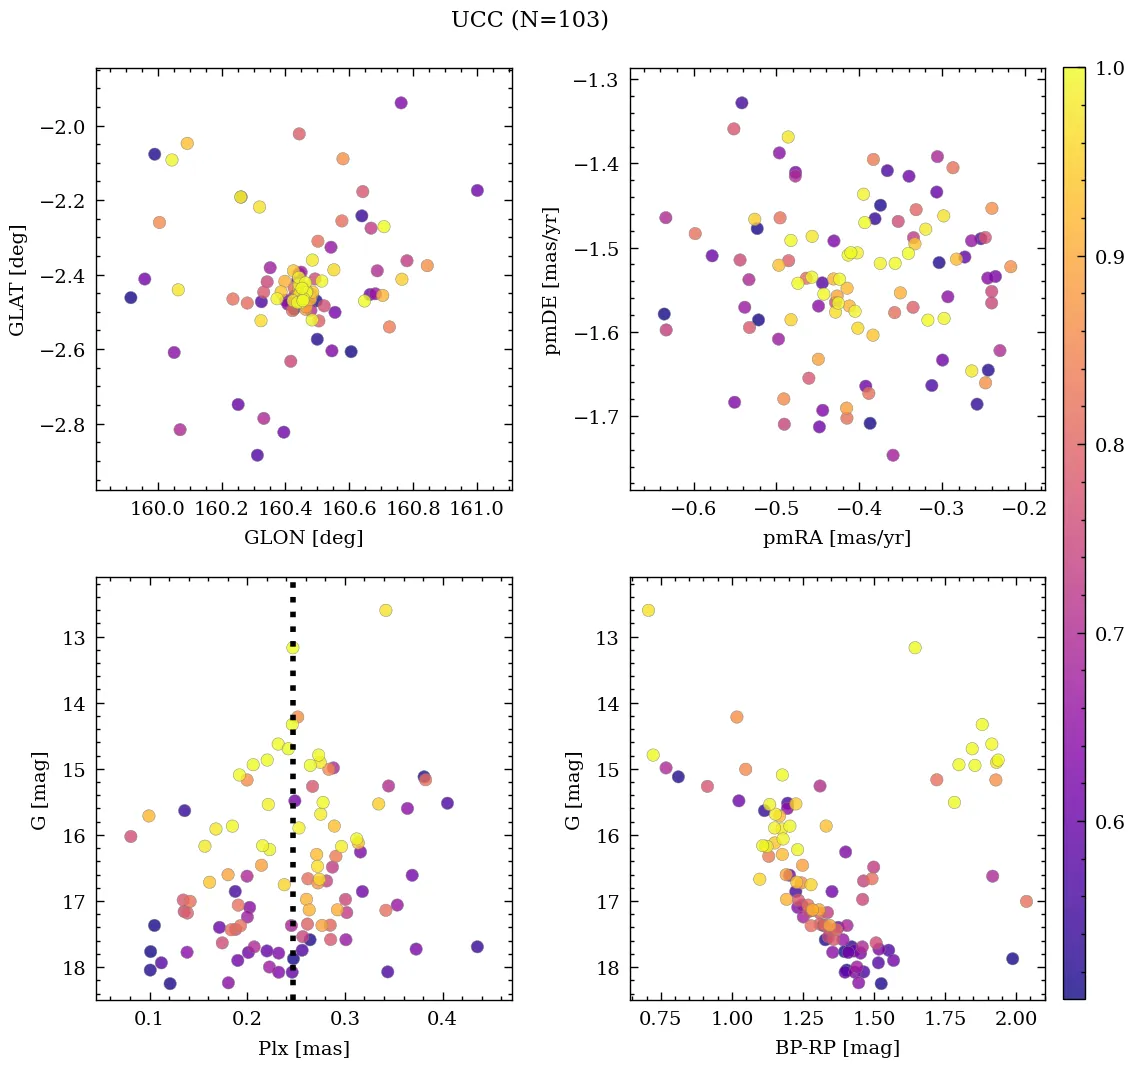 UCC (N=103)
−2.0
−2.2
−2.4
−2.6
−2.8
GLAT [deg]
160.0 160.2 160.4 160.6 160.8 161.0
GLON [deg]
−1.3
−1.4
−1.5
−1.6
−1.7
pmDE [mas/yr]
−0.6 −0.5 −0.4 −0.3 −0.2
pmRA [mas/yr]
1.0
0.9
0.8
0.7
0.6
13
14
15
16
17
18
G [mag]
0.1 0.2 0.3 0.4
Plx [mas]
13
14
15
16
17
18
G [mag]
0.75 1.00 1.25 1.50 1.75 2.00
BP-RP [mag]